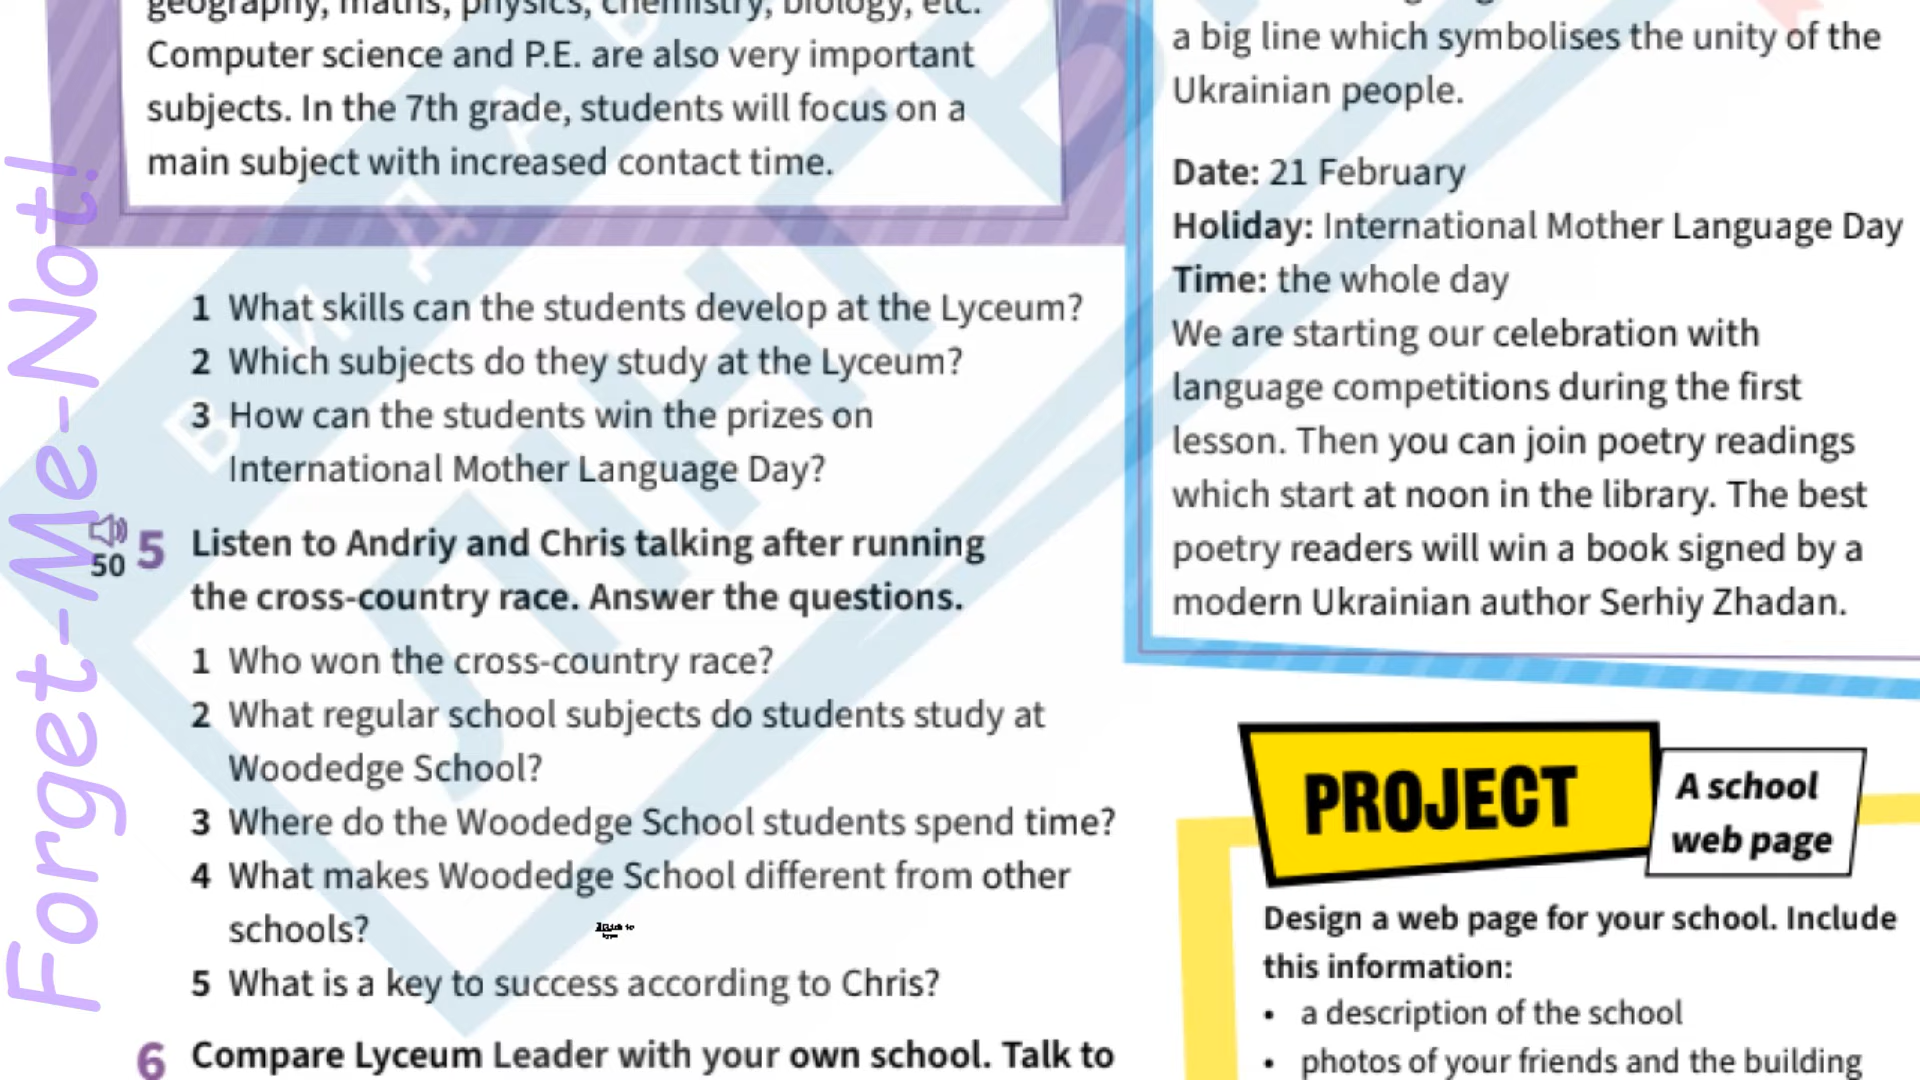 geography, maths, physics, chemistry, biology, etc.
Computer science and P.E. are also very important
subjects. In the 7th grade, students will focus on a
main subject with increased contact time.
1 What skills can the students develop at the Lyceum?
2 Which subjects do they study at the Lyceum?
3 How can the students win the prizes on
International Mother Language Day?
50 5 Listen to Andriy and Chris talking after running
the cross-country race. Answer the questions.
1 Who won the cross-country race?
2 What regular school subjects do students study at
Woodedge School?
3 Where do the Woodedge School students spend time?
4 What makes Woodedge School different from other
schools?
5 What is a key to success according to Chris?
6 Compare Lyceum Leader with your own school. Talk to
a big line which symbolises the unity of the
Ukrainian people.
Date: 21 February
Holiday: International Mother Language Day
Time: the whole day
We are starting our celebration with
language competitions during the first
lesson. Then you can join poetry readings
which start at noon in the library. The best
poetry readers will win a book signed by a
modern Ukrainian author Serhiy Zhadan.
PROJECT
A school
web page
Design a web page for your school. Include
this information:
• a description of the school
• photos of your friends and the building
Forget-Me-Not!